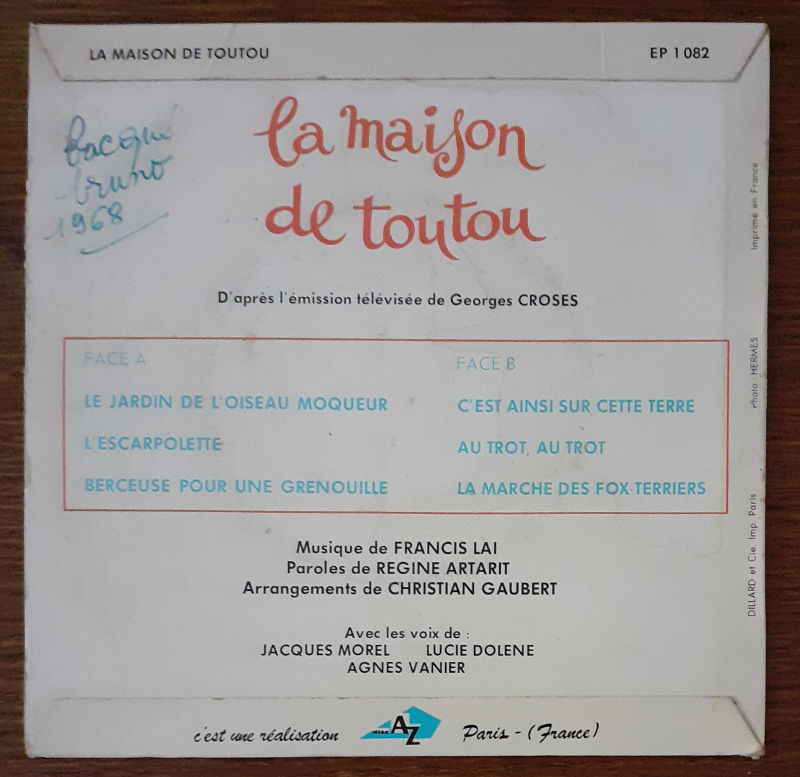 LA MAISON DE TOUTOU
EP 1 082
bacqué
bruno
1968
la maison
de toutou
D'après l'émission télévisée de Georges CROSES
FACE A
LE JARDIN DE L'OISEAU MOQUEUR
L'ESCARPOLETTE
BERCEUSE POUR UNE GRENOUILLE
FACE B
C'EST AINSI SUR CETTE TERRE
AU TROT, AU TROT
LA MARCHE DES FOX-TERRIERS
Musique de FRANCIS LAI
Paroles de REGINE ARTARIT
Arrangements de CHRISTIAN GAUBERT
Avec les voix de :
JACQUES MOREL LUCIE DOLENE
AGNES VANIER
c'est une réalisation disc AZ Paris - (France)
Imprimé en France
Photo : HERMES
DILLARD et Cie. Imp. Paris